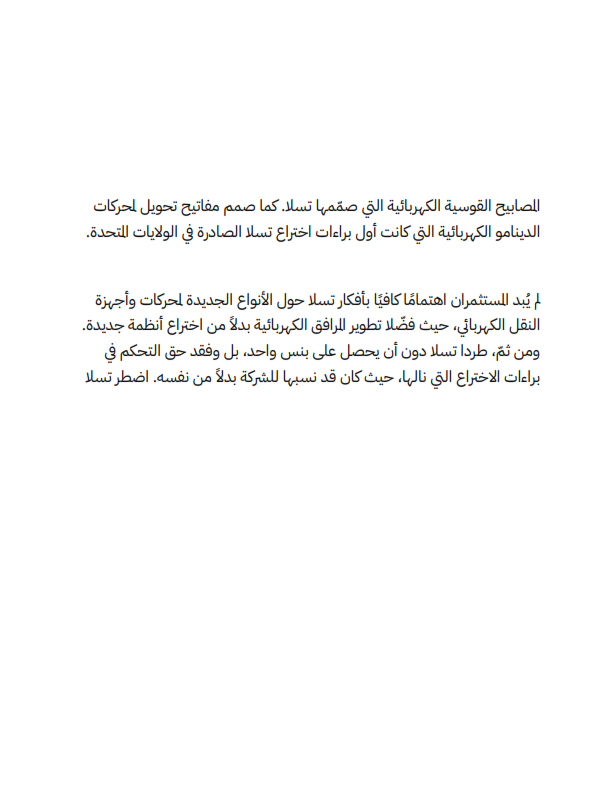 المصابيح القوسية الكهربائية التي صمّمها تسلا. كما صمم مفاتيح تحويل لمحركات
الدينامو الكهربائية التي كانت أول براءات اختراع تسلا الصادرة في الولايات المتحدة.
لم يُبد المستثمران اهتمامًا كافيًا بأفكار تسلا حول الأنواع الجديدة لمحركات وأجهزة
النقل الكهربائي، حيث فضّلا تطوير المرافق الكهربائية بدلاً من اختراع أنظمة جديدة.
ومن ثمّ، طردا تسلا دون أن يحصل على بنس واحد، بل وفقد حق التحكم في
براءات الاختراع التي نالها، حيث كان قد نسبها للشركة بدلاً من نفسه. اضطر تسلا